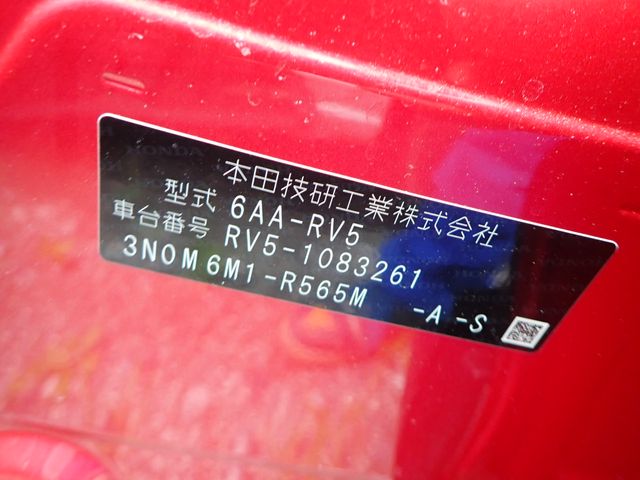 本田技研工業株式会社
型式 6AA-RV5
車台番号 RV5-1083261
3N0M6M1-R565M -A -S